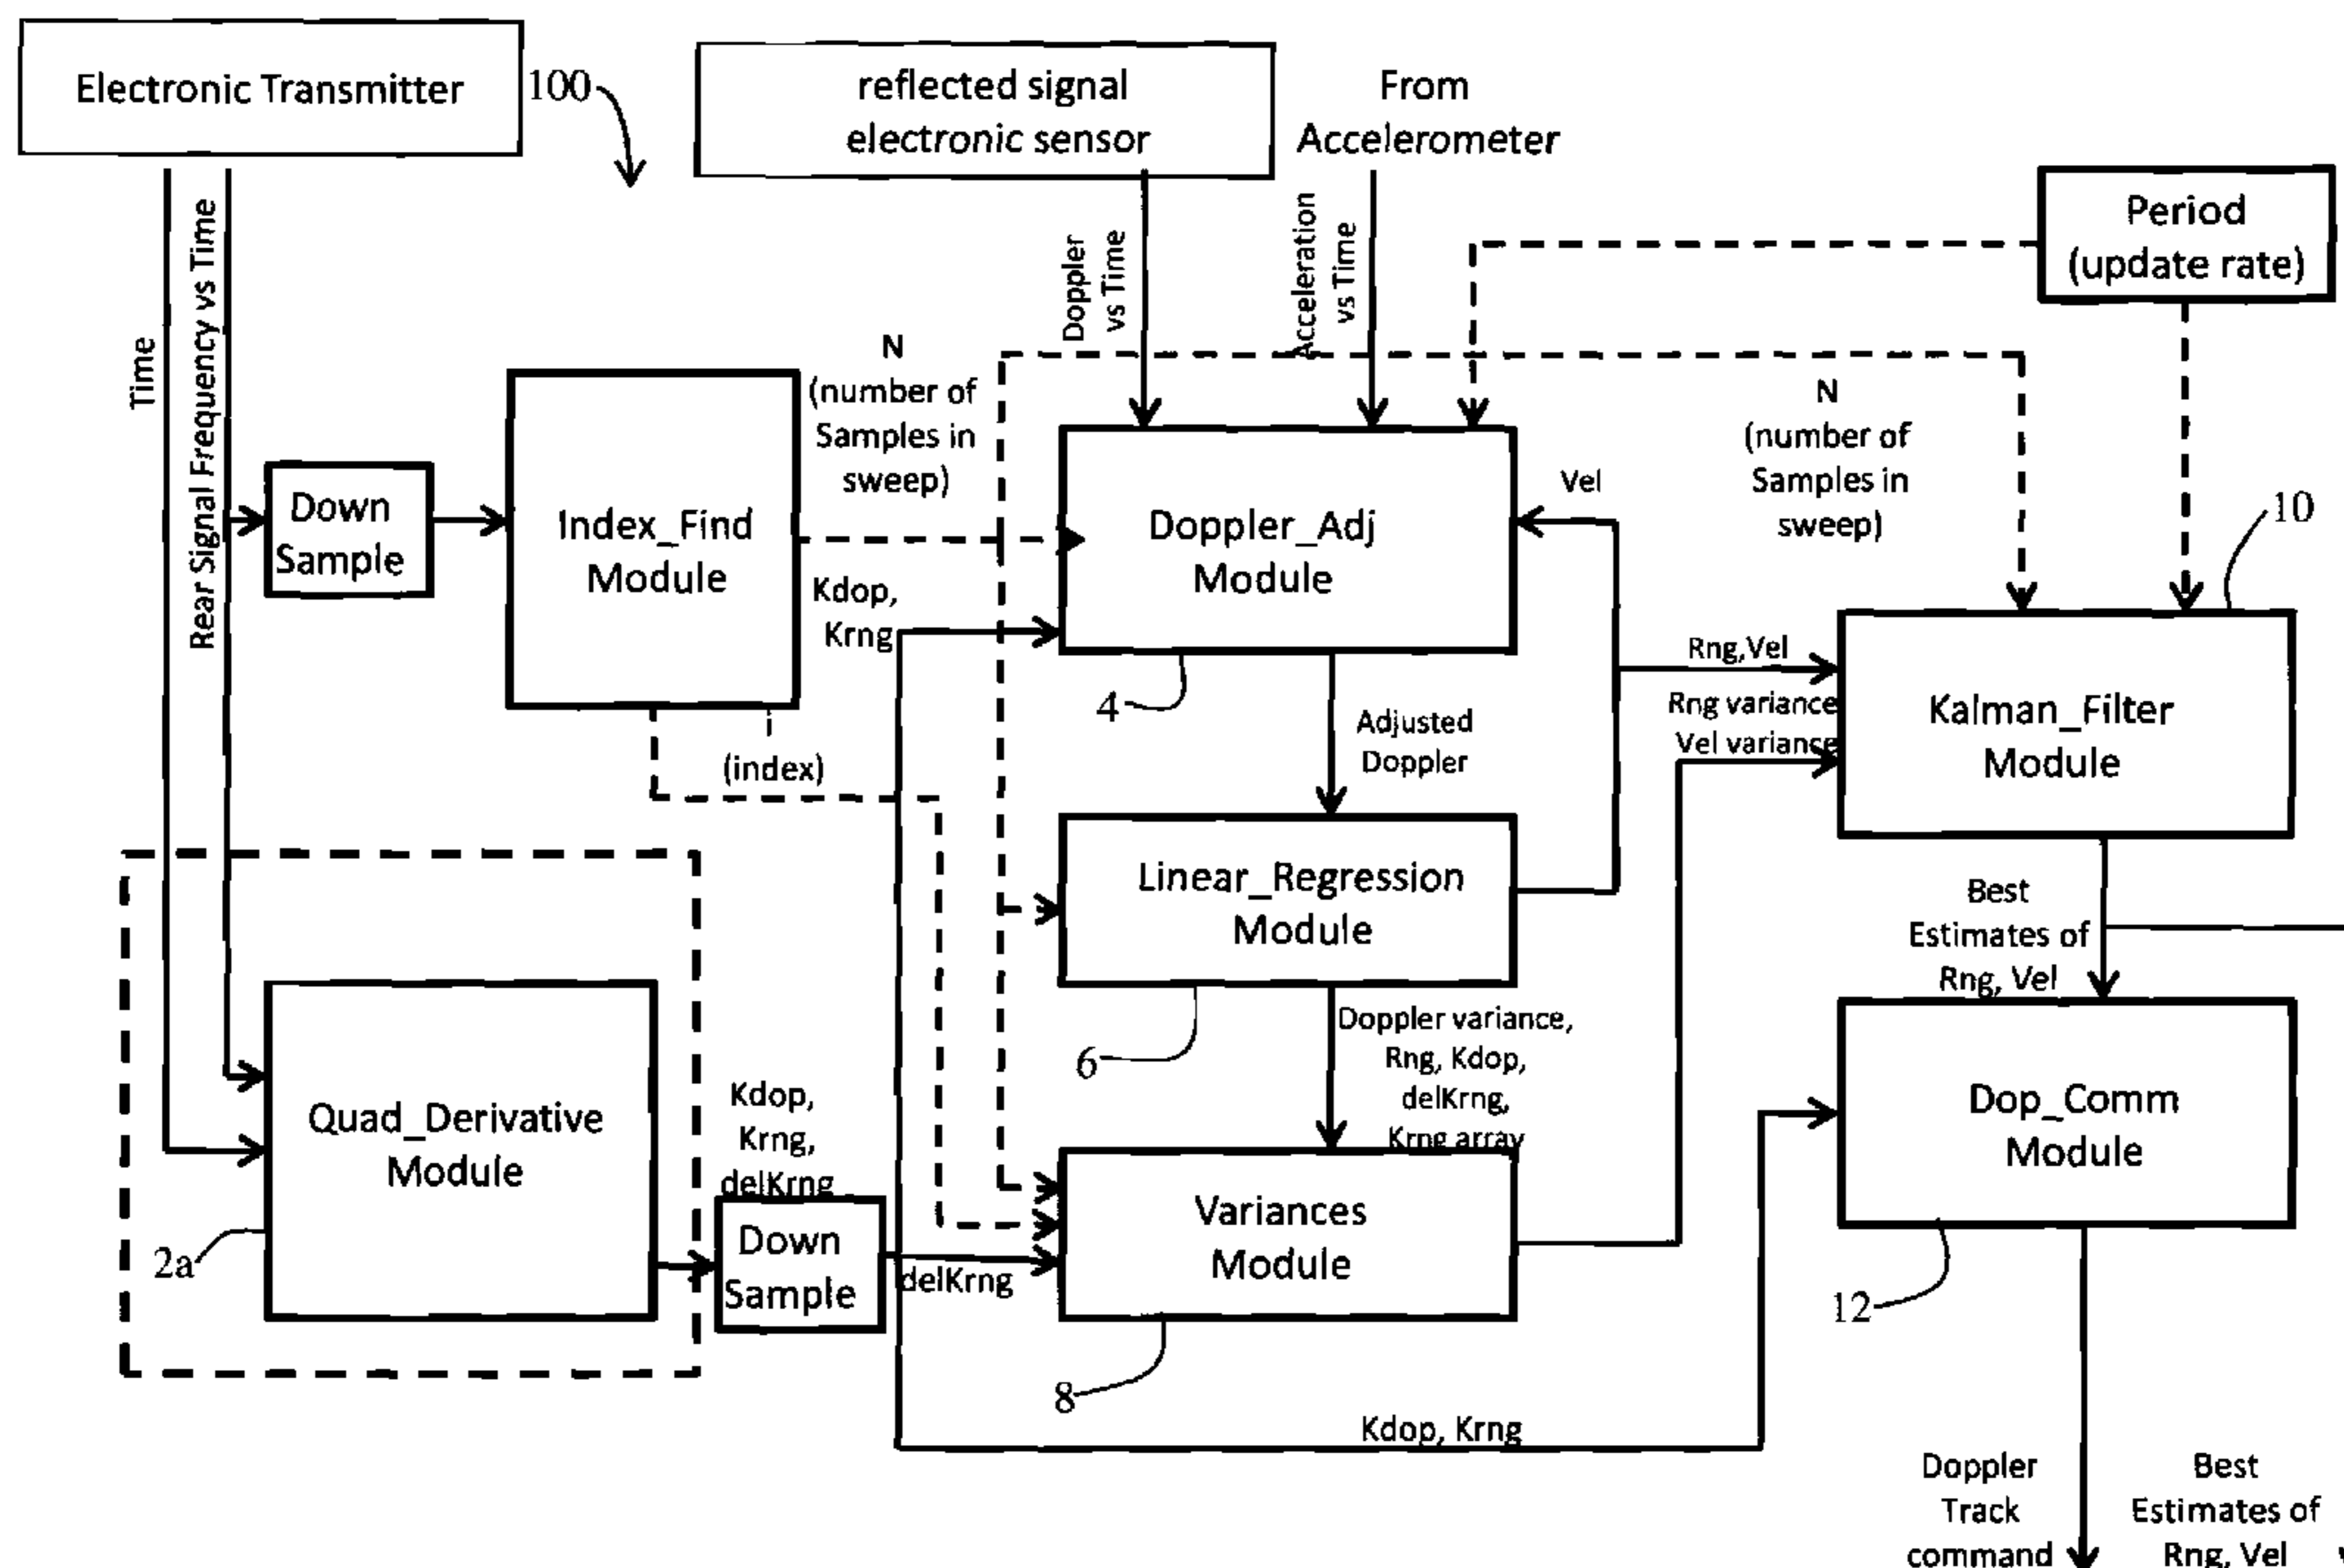 Electronic Transmitter
100
reflected signal
electronic sensor
From
Accelerometer
Period
(update rate)
Time
Rear Signal Frequency vs Time
Doppler
vs Time
Acceleration
vs Time
N
(number of
Samples in
sweep)
N
(number of
Samples in
sweep)
Down
Sample
Index_Find
Module
Doppler_Adj
Module
Vel
10
Kdop,
Krng
4
Rng,Vel
Rng variance
Vel variance
Kalman_Filter
Module
i
(index)
Adjusted
Doppler
Linear_Regression
Module
Best
Estimates of
Rng, Vel
6
Doppler variance,
Rng, Kdop,
delKrng,
Krng array
Quad_Derivative
Module
2a
Kdop,
Krng,
delKrng
Down
Sample
delKrng
Variances
Module
8
Dop_Comm
Module
12
Kdop, Krng
Doppler
Track
command
Best
Estimates of
Rng, Vel